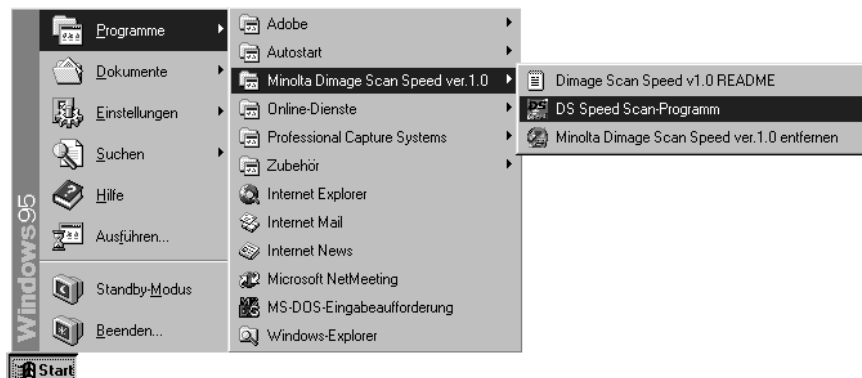 Programme
Dokumente
Einstellungen
Suchen
Hilfe
Ausführen...
Standby-Modus
Beenden...
Windows95
Start
Adobe
Autostart
Minolta Dimage Scan Speed ver.1.0
Online-Dienste
Professional Capture Systems
Zubehör
Internet Explorer
Internet Mail
Internet News
Microsoft NetMeeting
MS-DOS-Eingabeaufforderung
Windows-Explorer
Dimage Scan Speed v1.0 README
DS Speed Scan-Programm
Minolta Dimage Scan Speed ver.1.0 entfernen